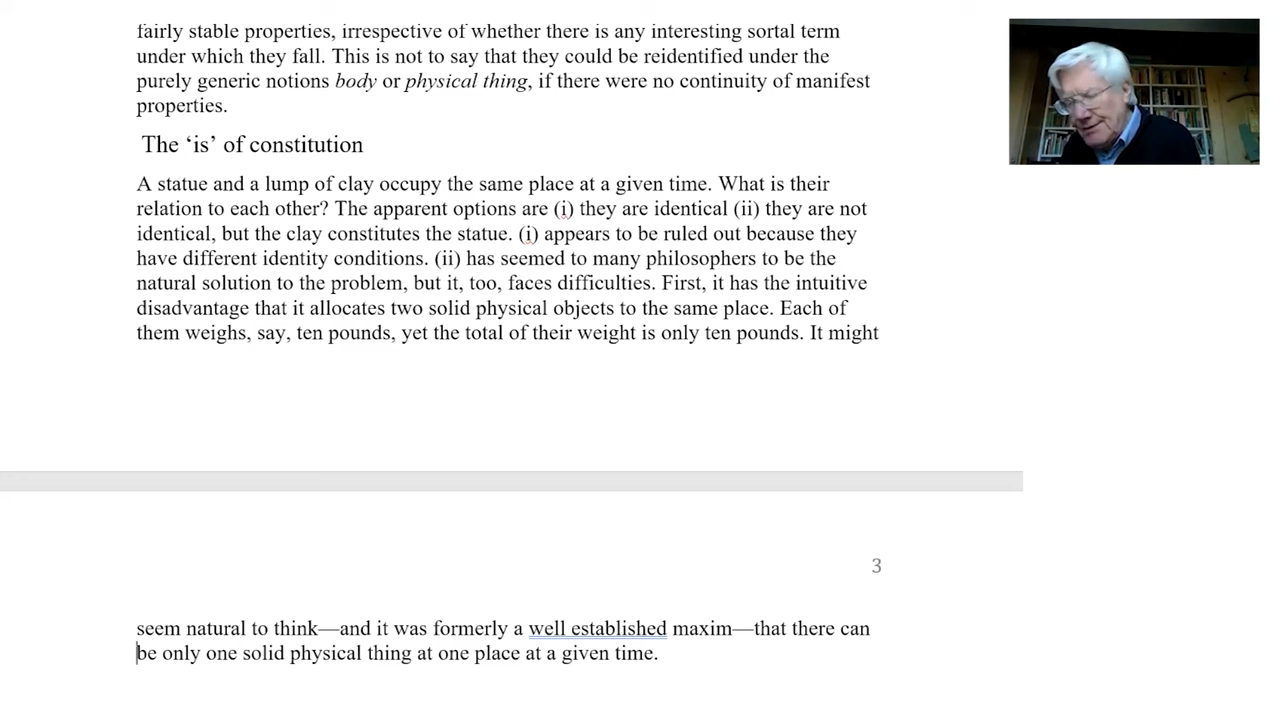 fairly stable properties, irrespective of whether there is any interesting sortal term
under which they fall. This is not to say that they could be reidentified under the
purely generic notions body or physical thing, if there were no continuity of manifest
properties.
The ‘is’ of constitution
A statue and a lump of clay occupy the same place at a given time. What is their
relation to each other? The apparent options are (i) they are identical (ii) they are not
identical, but the clay constitutes the statue. (i) appears to be ruled out because they
have different identity conditions. (ii) has seemed to many philosophers to be the
natural solution to the problem, but it, too, faces difficulties. First, it has the intuitive
disadvantage that it allocates two solid physical objects to the same place. Each of
them weighs, say, ten pounds, yet the total of their weight is only ten pounds. It might
3
seem natural to think—and it was formerly a well established maxim—that there can
be only one solid physical thing at one place at a given time.